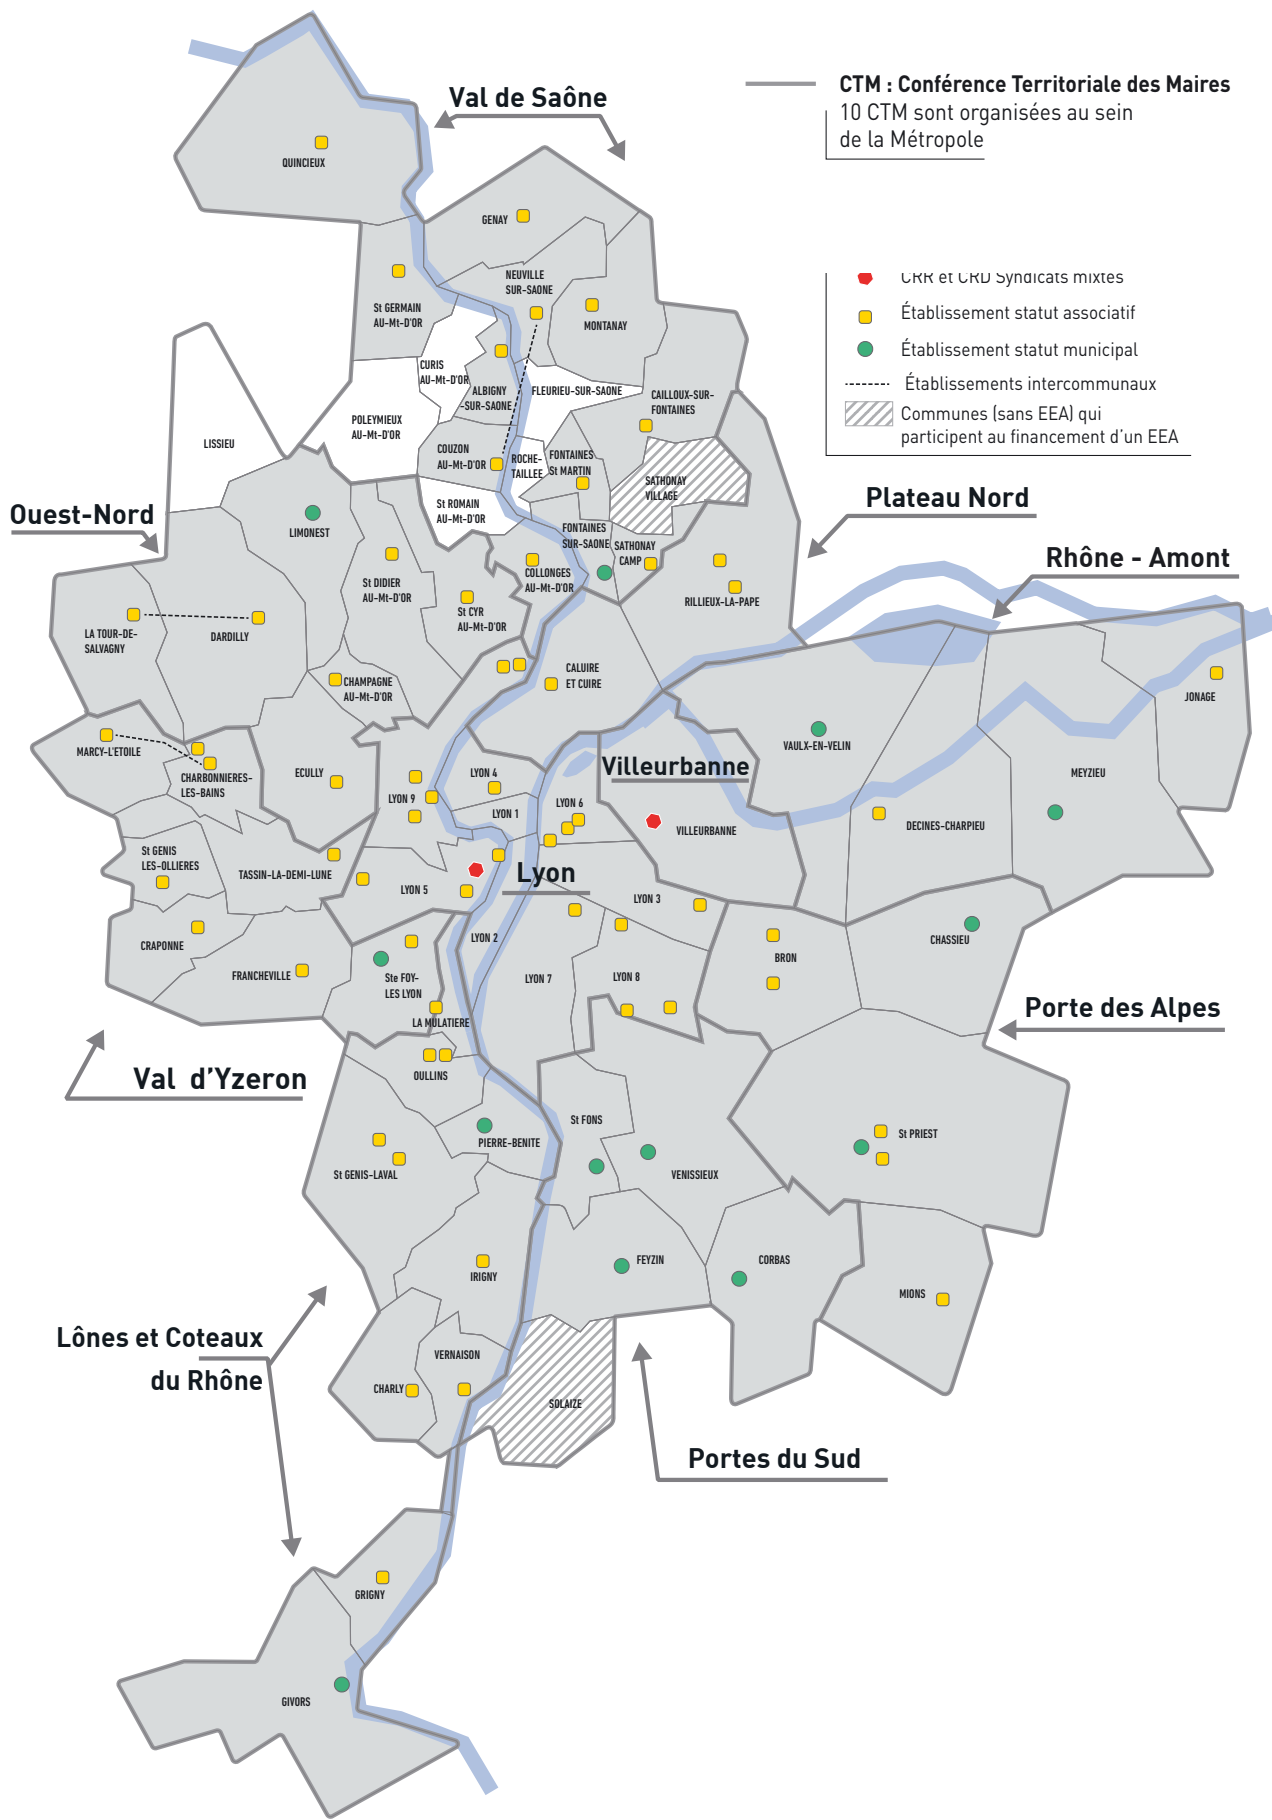 Val de Saône
CTM : Conférence Territoriale des Maires
10 CTM sont organisées au sein
de la Métropole
QUINCIEUX
GENAY
NEUVILLE
SUR-SAONE
CRR et CRD Syndicats mixtes
Établissement statut associatif
Établissement statut municipal
Établissements intercommunaux
Communes (sans EEA) qui
participent au financement d'un EEA
St GERMAIN
AU-Mt-D'OR
MONTANAY
CURIS
AU-Mt-D'OR
ALBIGNY
-SUR-SAONE
FLEURIEU-SUR-SAONE
CAILLOUX-SUR-
FONTAINES
POLEYMIEUX
AU-Mt-D'OR
LISSIEU
COUZON
AU-Mt-D'OR
ROCHE-
TAILLEE
FONTAINES
St MARTIN
SATHONAY
VILLAGE
Plateau Nord
Ouest-Nord
St ROMAIN
AU-Mt-D'OR
LIMONEST
FONTAINES
SUR-SAONE
SATHONAY
CAMP
Rhône - Amont
St DIDIER
AU-Mt-D'OR
COLLONGES
AU-Mt-D'OR
RILLIEUX-LA-PAPE
St CYR
AU-Mt-D'OR
LA TOUR-DE-
SALVAGNY
DARDILLY
CHAMPAGNE
AU-Mt-D'OR
CALUIRE
ET CUIRE
JONAGE
MARCY-L'ETOILE
VAULX-EN-VELIN
CHARBONNIERES-
LES-BAINS
ECULLY
LYON 4
Villeurbanne
MEYZIEU
LYON 9
LYON 1
LYON 6
VILLEURBANNE
DECINES-CHARPIEU
St GENIS
LES-OLLIERES
TASSIN-LA-DEMI-LUNE
LYON 5
Lyon
LYON 3
CRAPONNE
LYON 2
CHASSIEU
FRANCHEVILLE
Ste FOY-
LES LYON
LYON 7
LYON 8
BRON
LA MULATIERE
Porte des Alpes
Val d'Yzeron
OULLINS
PIERRE-BENITE
St FONS
St PRIEST
St GENIS-LAVAL
VENISSIEUX
IRIGNY
FEYZIN
CORBAS
MIONS
Lônes et Coteaux
du Rhône
VERNAISON
CHARLY
SOLAIZE
Portes du Sud
GRIGNY
GIVORS